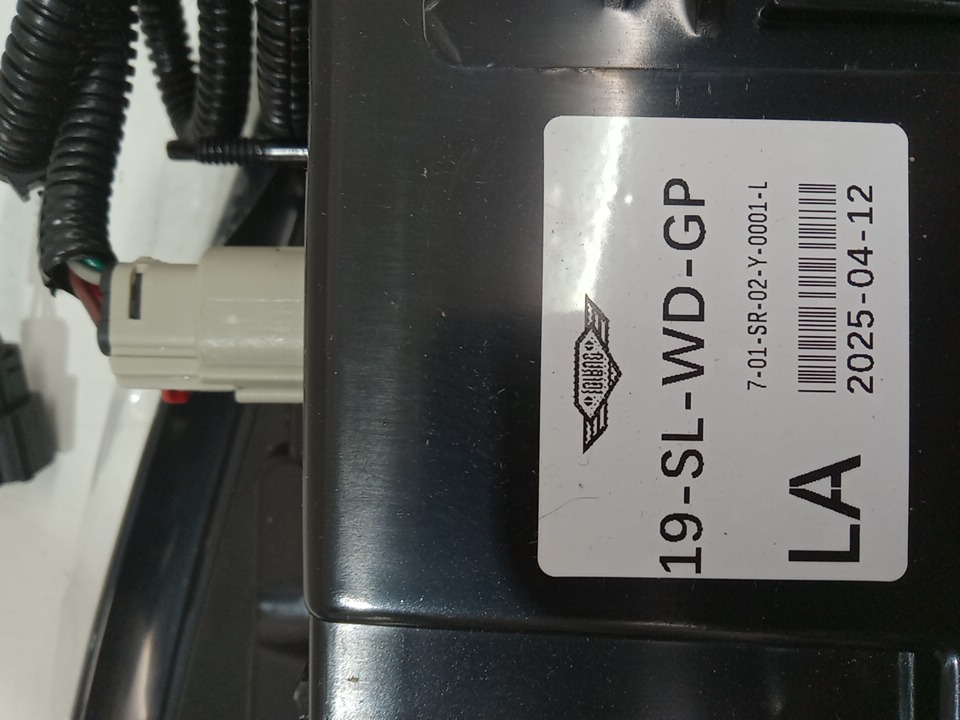 19-SL-WD-GP
7-01-SR-02-Y-0001-L
LA
2025-04-12